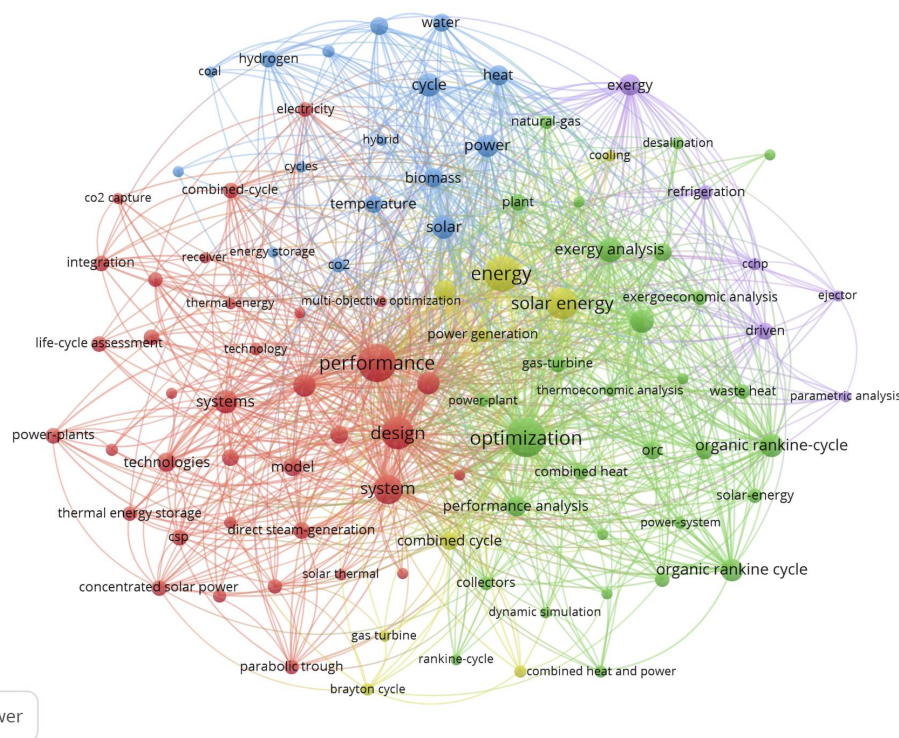 water
hydrogen
coal
heat
cycle
exergy
electricity
natural-gas
hybrid
power
desalination
cooling
cycles
biomass
combined-cycle
refrigeration
co2 capture
temperature
plant
solar
exergy analysis
energy storage
receiver
integration
co2
cchp
energy
ejector
exergoeconomic analysis
multi-objective optimization
thermal-energy
solar energy
driven
power generation
life-cycle assessment
technology
performance
gas-turbine
thermoeconomic analysis
waste heat
parametric analysis
systems
power-plant
power-plants
design
optimization
organic rankine-cycle
orc
technologies
model
combined heat
system
solar-energy
performance analysis
thermal energy storage
power-system
direct steam-generation
csp
combined cycle
organic rankine cycle
solar thermal
collectors
concentrated solar power
dynamic simulation
gas turbine
rankine-cycle
parabolic trough
combined heat and power
brayton cycle
wer